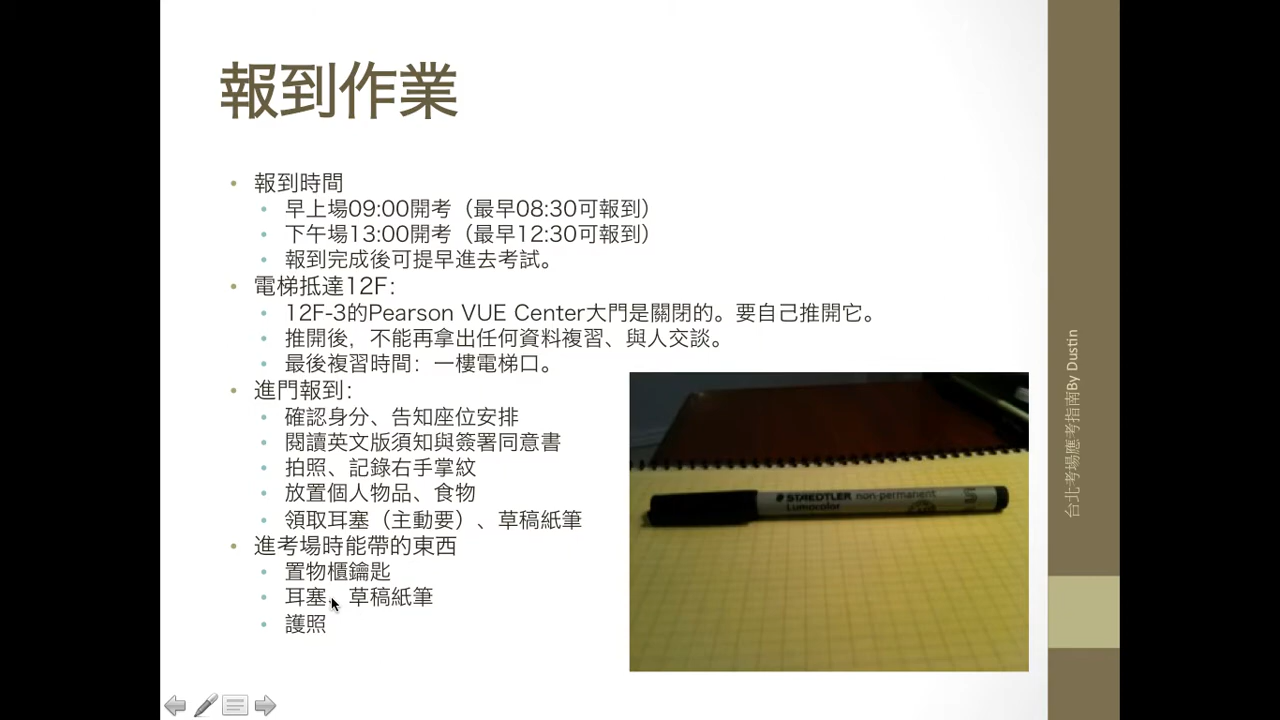 報到作業
報到時間
早上場09:00開考（最早08:30可報到）
下午場13:00開考（最早12:30可報到）
報到完成後可提早進去考試。
電梯抵達12F：
12F-3的Pearson VUE Center大門是關閉的。要自己推開它。
推開後，不能再拿出任何資料複習、與人交談。
最後複習時間：一樓電梯口。
進門報到：
確認身分、告知座位安排
閱讀英文版須知與簽署同意書
拍照、記錄右手掌紋
放置個人物品、食物
領取耳塞（主動要）、草稿紙筆
進考場時能帶的東西
置物櫃鑰匙
耳塞、草稿紙筆
護照
STAEDTLER non-permanent
Lumocolor
台北考場應考指南By Dustin